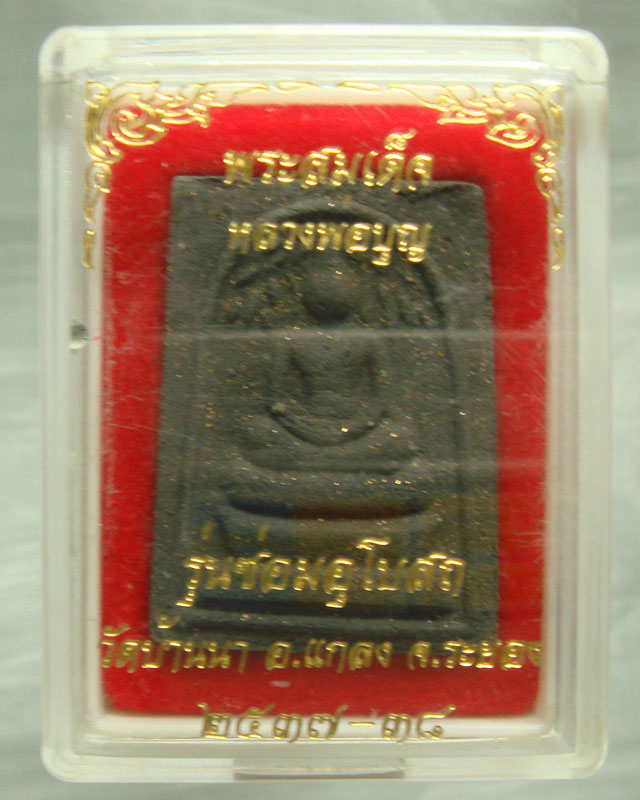 พระสมเด็จ
หลวงพ่อบุญ
รุ่นซ่อมอุโบสถ
วัดบ้านนา อ.แกลง จ.ระยอง
๒๕๓๗-๓๘